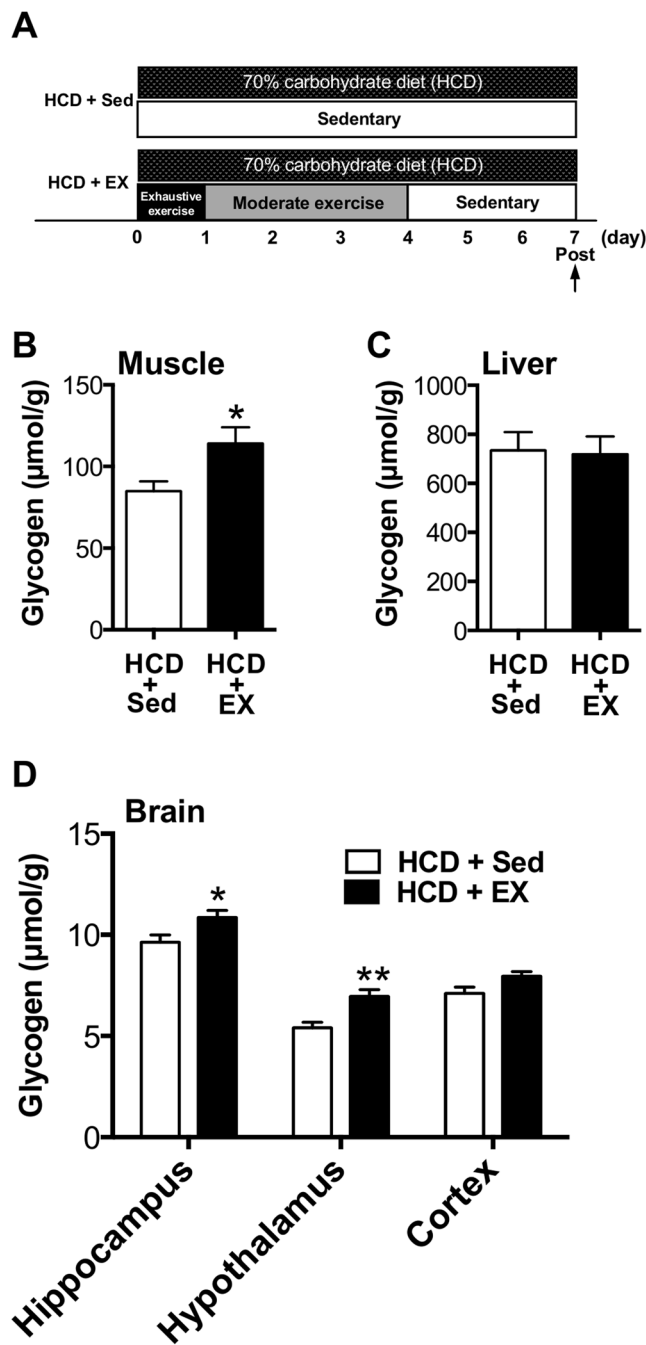 A
70% carbohydrate diet (HCD)
HCD + Sed
Sedentary
70% carbohydrate diet (HCD)
HCD + EX
Exhaustive
exercise
Moderate exercise
Sedentary
0 1 2 3 4 5 6 7 (day)
Post
B
Muscle
Glycogen (µmol/g)
150
100
50
0
*
HCD
+
Sed
HCD
+
EX
C
Liver
Glycogen (µmol/g)
1000
800
600
400
200
0
HCD
+
Sed
HCD
+
EX
D
Brain
Glycogen (µmol/g)
15
10
5
0
HCD + Sed
HCD + EX
*
**
Hippocampus
Hypothalamus
Cortex